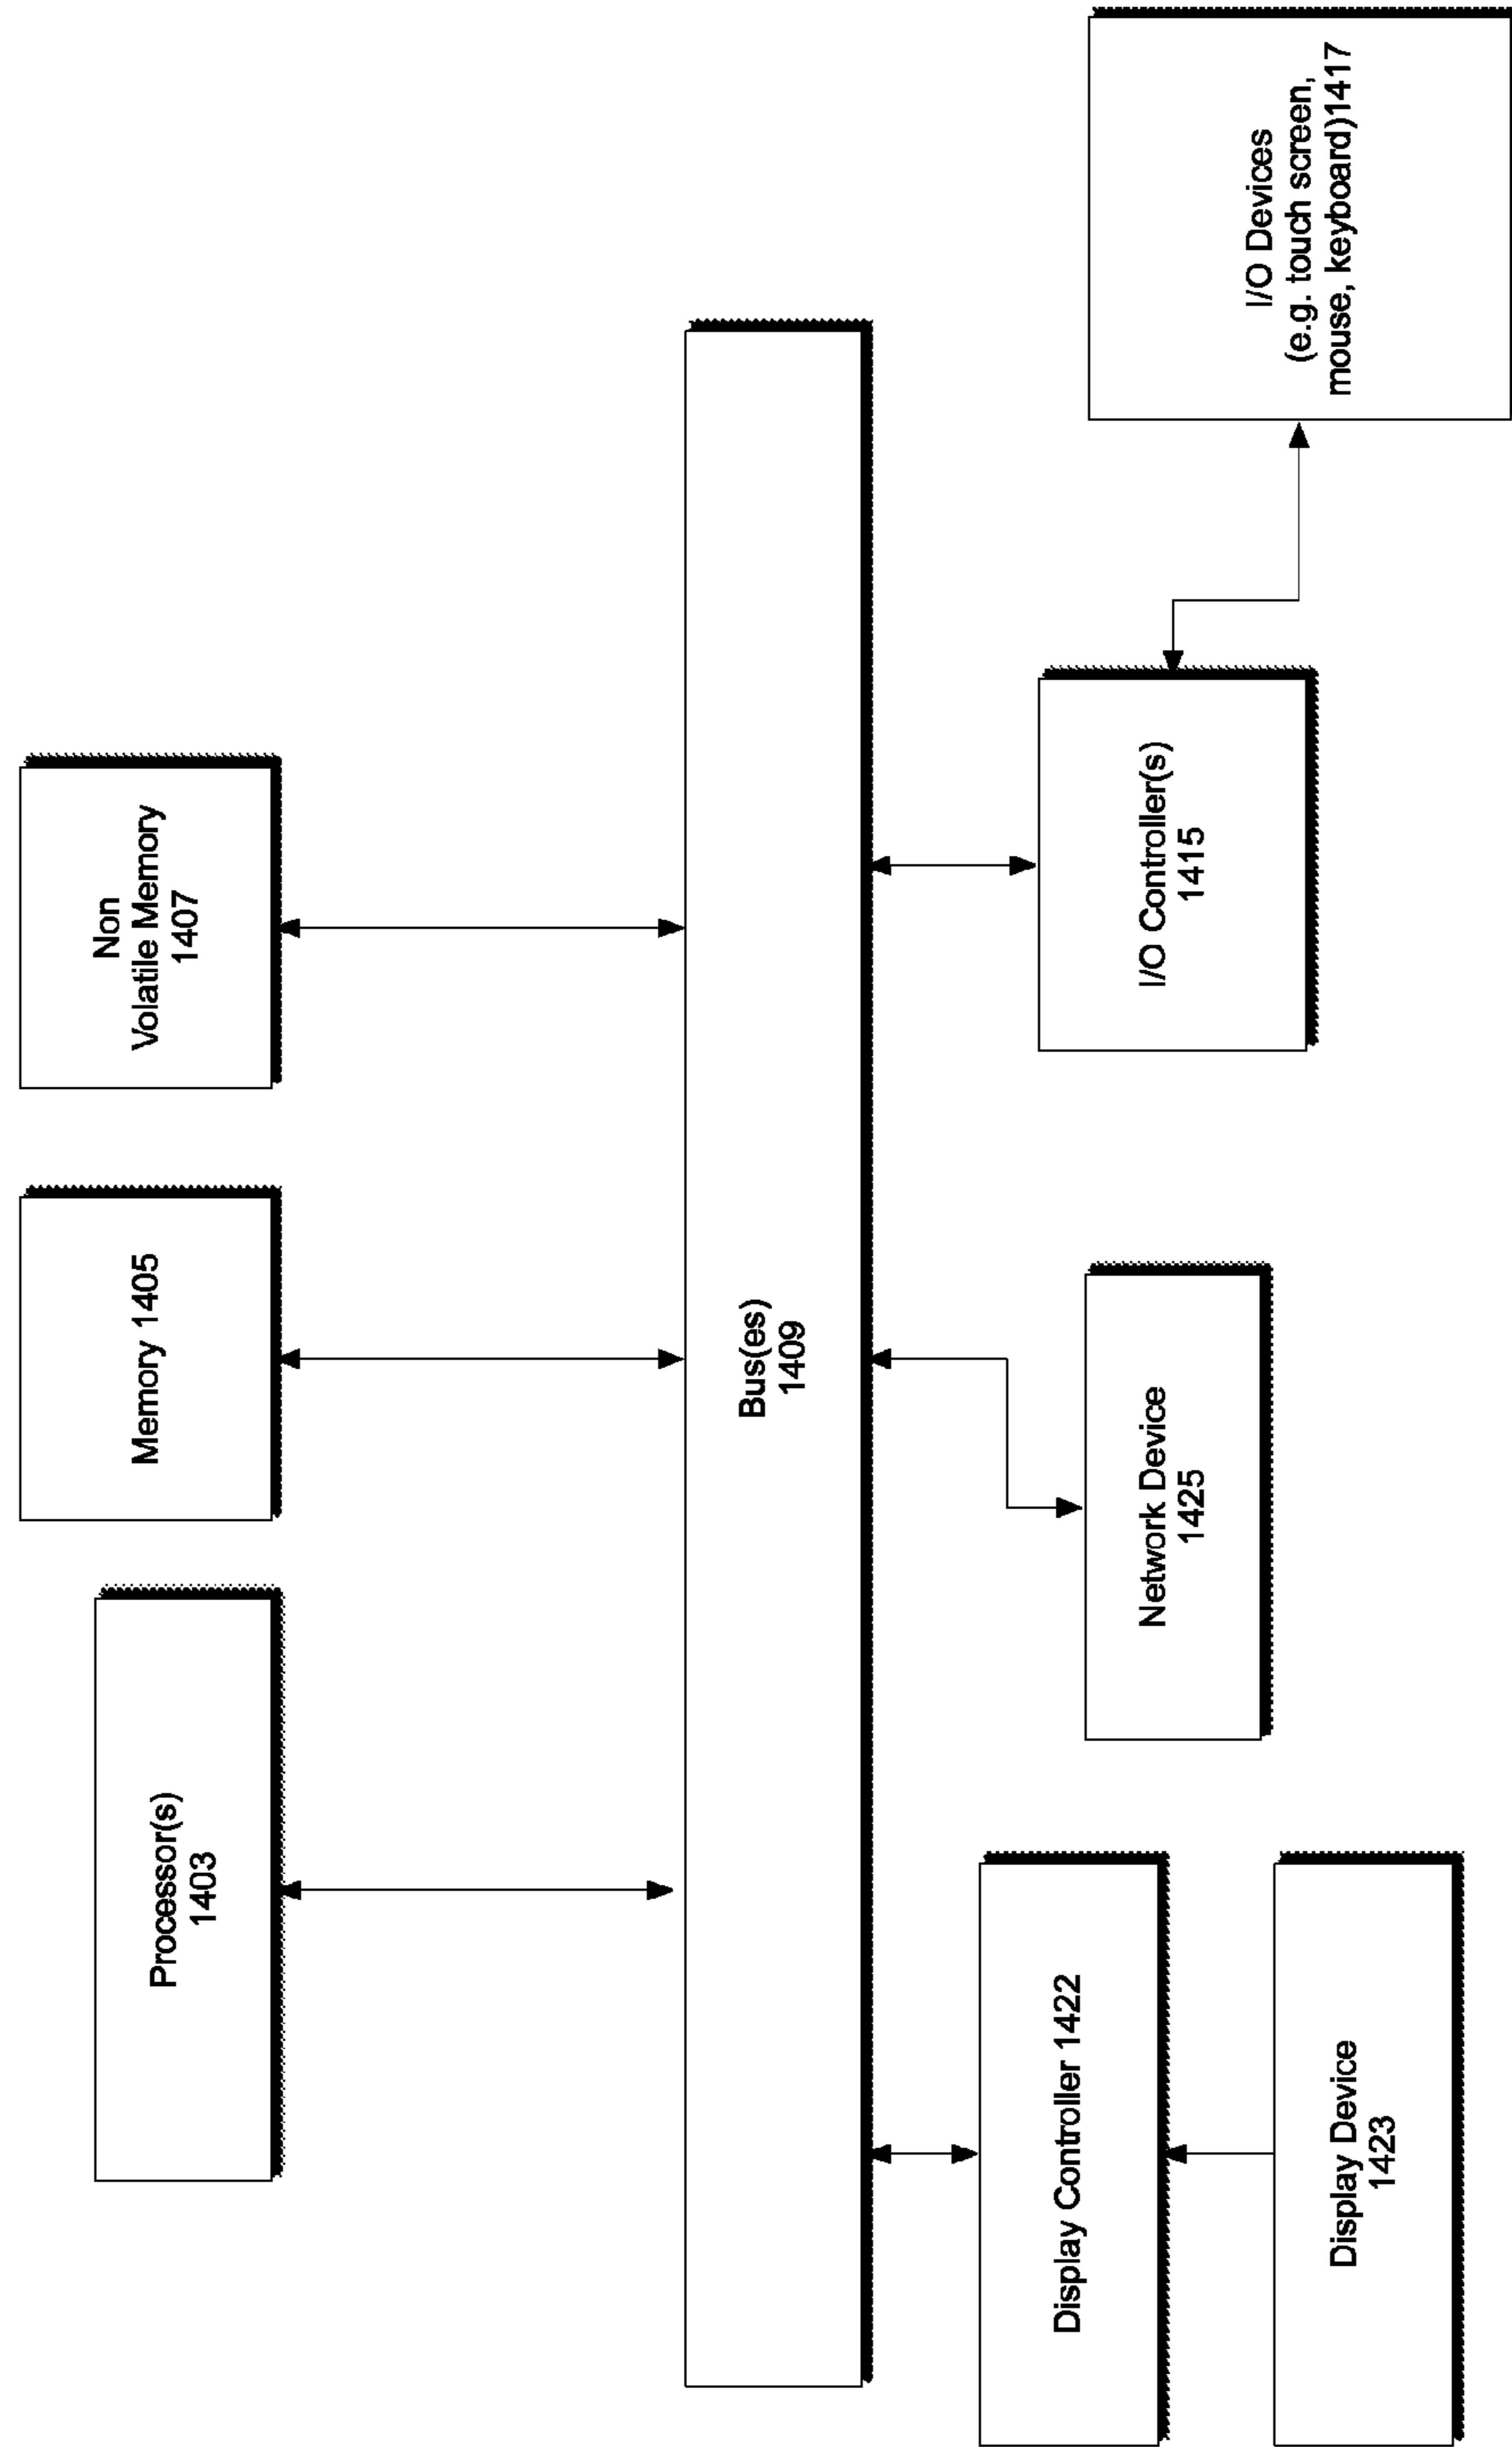 Processor(s)
1403
Memory 1405
Non
Volatile Memory
1407
Bus(es)
1409
Display Controller 1422
Display Device
1423
Network Device
1425
I/O Controller(s)
1415
I/O Devices
(e.g. touch screen,
mouse, keyboard)1417